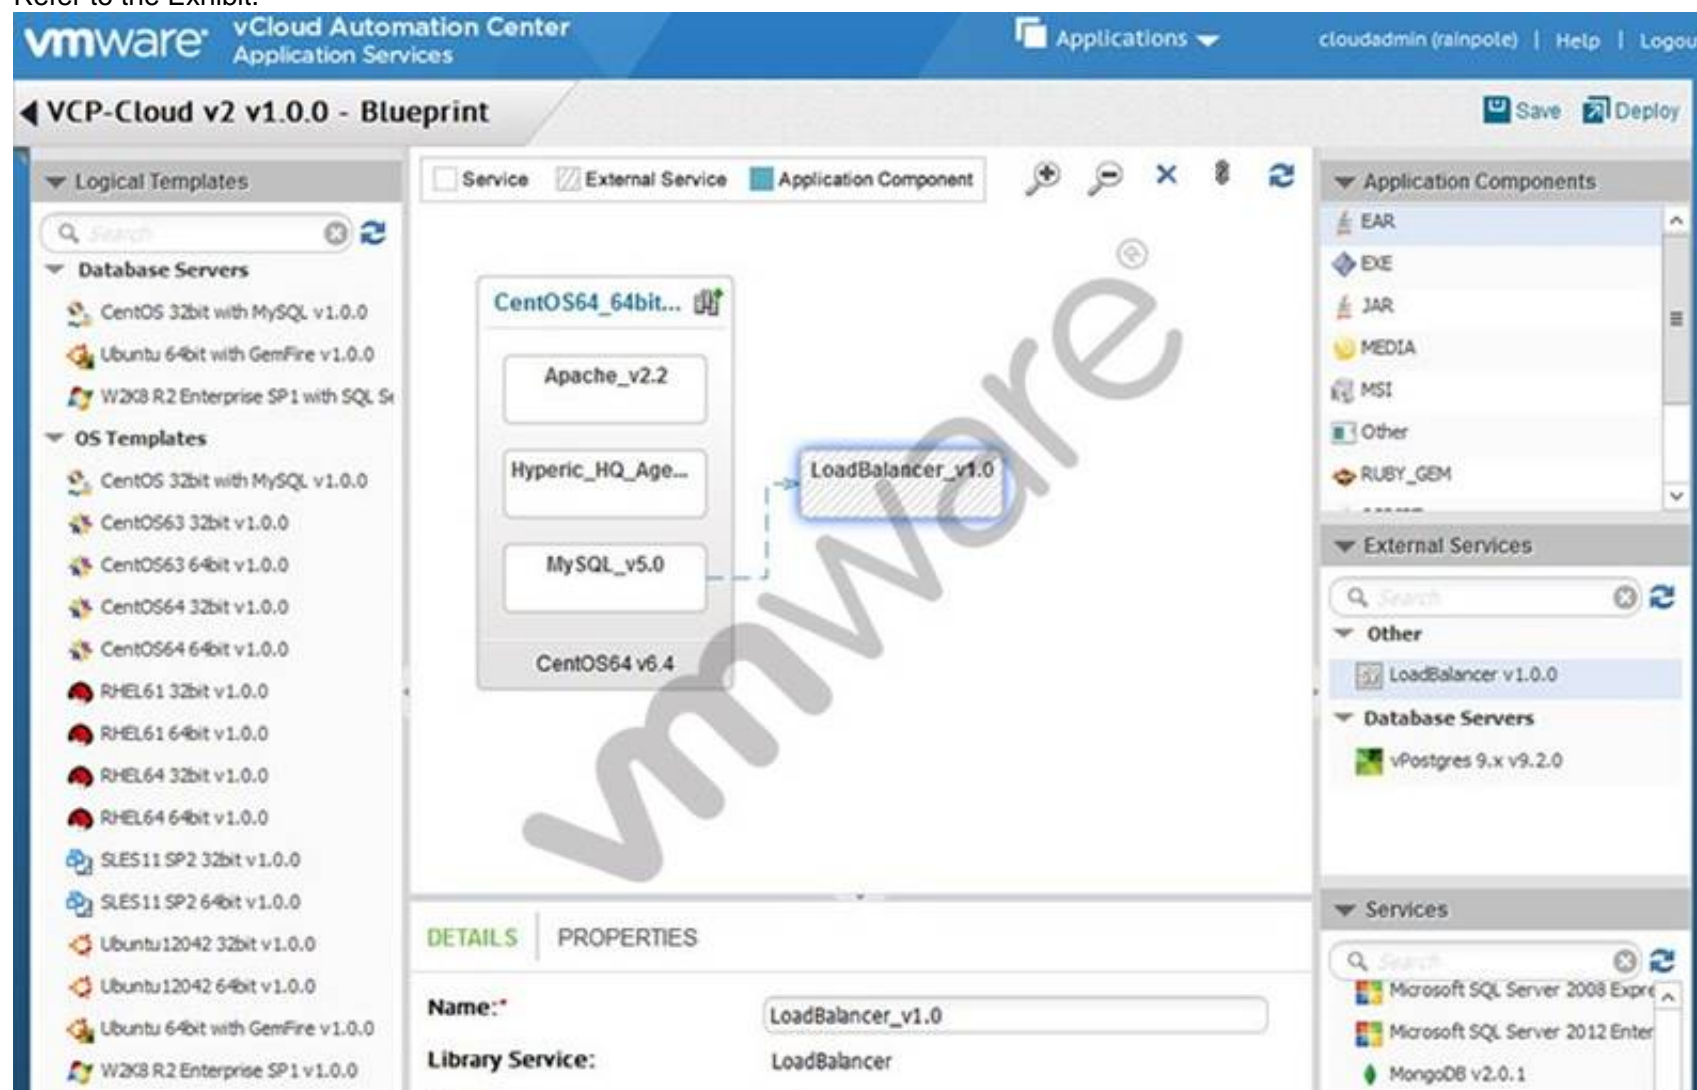 Refer to the Exhibit.
vmware vCloud Automation Center
Application Services
Applications
cloudadmin (rainpole) | Help | Logou
VCP-Cloud v2 v1.0.0 - Blueprint
Save Deploy
Logical Templates
Search
Database Servers
CentOS 32bit with MySQL v1.0.0
Ubuntu 64bit with GemFire v1.0.0
W2K8 R2 Enterprise SP1 with SQL Se
OS Templates
CentOS 32bit with MySQL v1.0.0
CentOS63 32bit v1.0.0
CentOS63 64bit v1.0.0
CentOS64 32bit v1.0.0
CentOS64 64bit v1.0.0
RHEL61 32bit v1.0.0
RHEL61 64bit v1.0.0
RHEL64 32bit v1.0.0
RHEL64 64bit v1.0.0
SLES11 SP2 32bit v1.0.0
SLES11 SP2 64bit v1.0.0
Ubuntu12042 32bit v1.0.0
Ubuntu12042 64bit v1.0.0
Ubuntu 64bit with GemFire v1.0.0
W2K8 R2 Enterprise SP1 v1.0.0
Service External Service Application Component
CentOS64_64bit...
Apache_v2.2
Hyperic_HQ_Age...
MySQL_v5.0
CentOS64 v6.4
LoadBalancer_v1.0
vmware®
DETAILS PROPERTIES
Name:* LoadBalancer_v1.0
Library Service: LoadBalancer
Application Components
EAR
EXE
JAR
MEDIA
MSI
Other
RUBY_GEM
External Services
Search
Other
LoadBalancer v1.0.0
Database Servers
vPostgres 9.x v9.2.0
Services
Search
Microsoft SQL Server 2008 Expre
Microsoft SQL Server 2012 Enter
MongoDB v2.0.1